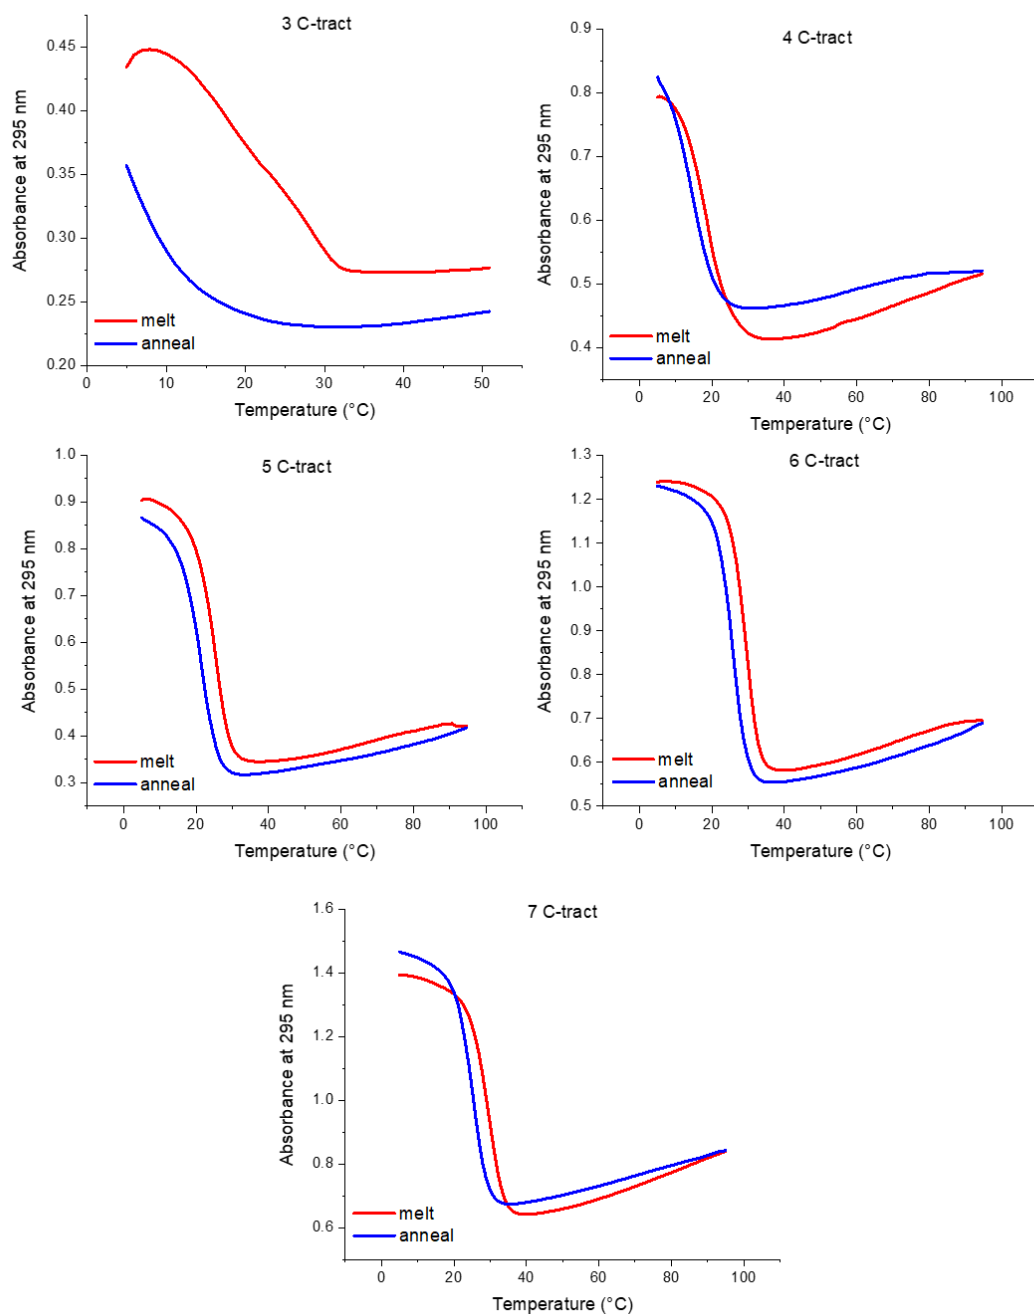 3 C-tract
Absorbance at 295 nm
0.45
0.40
0.35
0.30
0.25
0.20
melt
anneal
0 10 20 30 40 50
Temperature (°C)
4 C-tract
Absorbance at 295 nm
0.9
0.8
0.7
0.6
0.5
0.4
melt
anneal
0 20 40 60 80 100
Temperature (°C)
5 C-tract
Absorbance at 295 nm
1.0
0.9
0.8
0.7
0.6
0.5
0.4
0.3
melt
anneal
0 20 40 60 80 100
Temperature (°C)
6 C-tract
Absorbance at 295 nm
1.3
1.2
1.1
1.0
0.9
0.8
0.7
0.6
0.5
melt
anneal
0 20 40 60 80 100
Temperature (°C)
7 C-tract
Absorbance at 295 nm
1.6
1.4
1.2
1.0
0.8
0.6
melt
anneal
0 20 40 60 80 100
Temperature (°C)